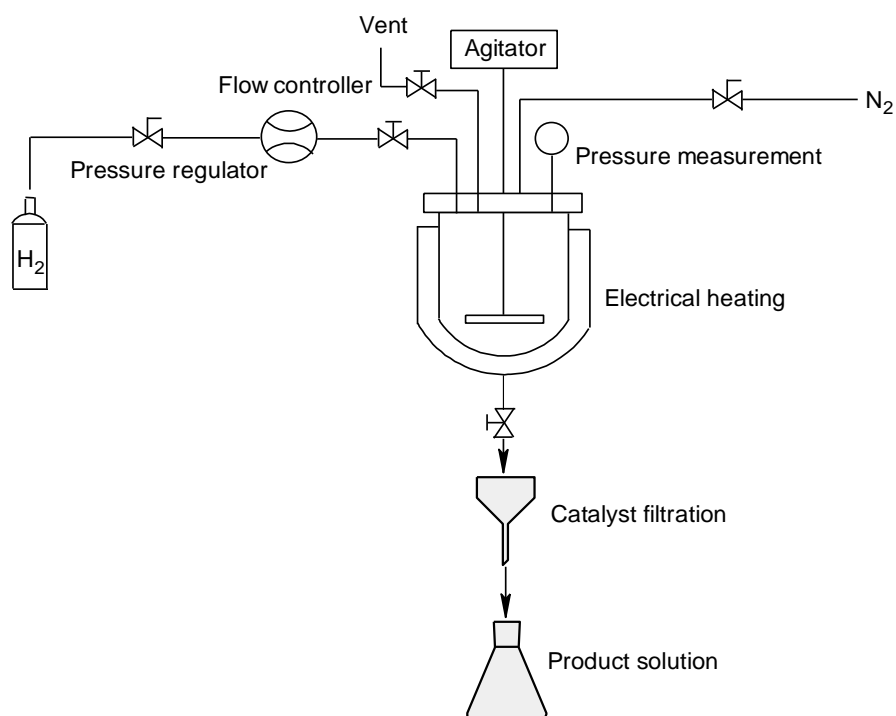 Vent
Agitator
Flow controller
N2
Pressure regulator
Pressure measurement
H2
Electrical heating
Catalyst filtration
Product solution